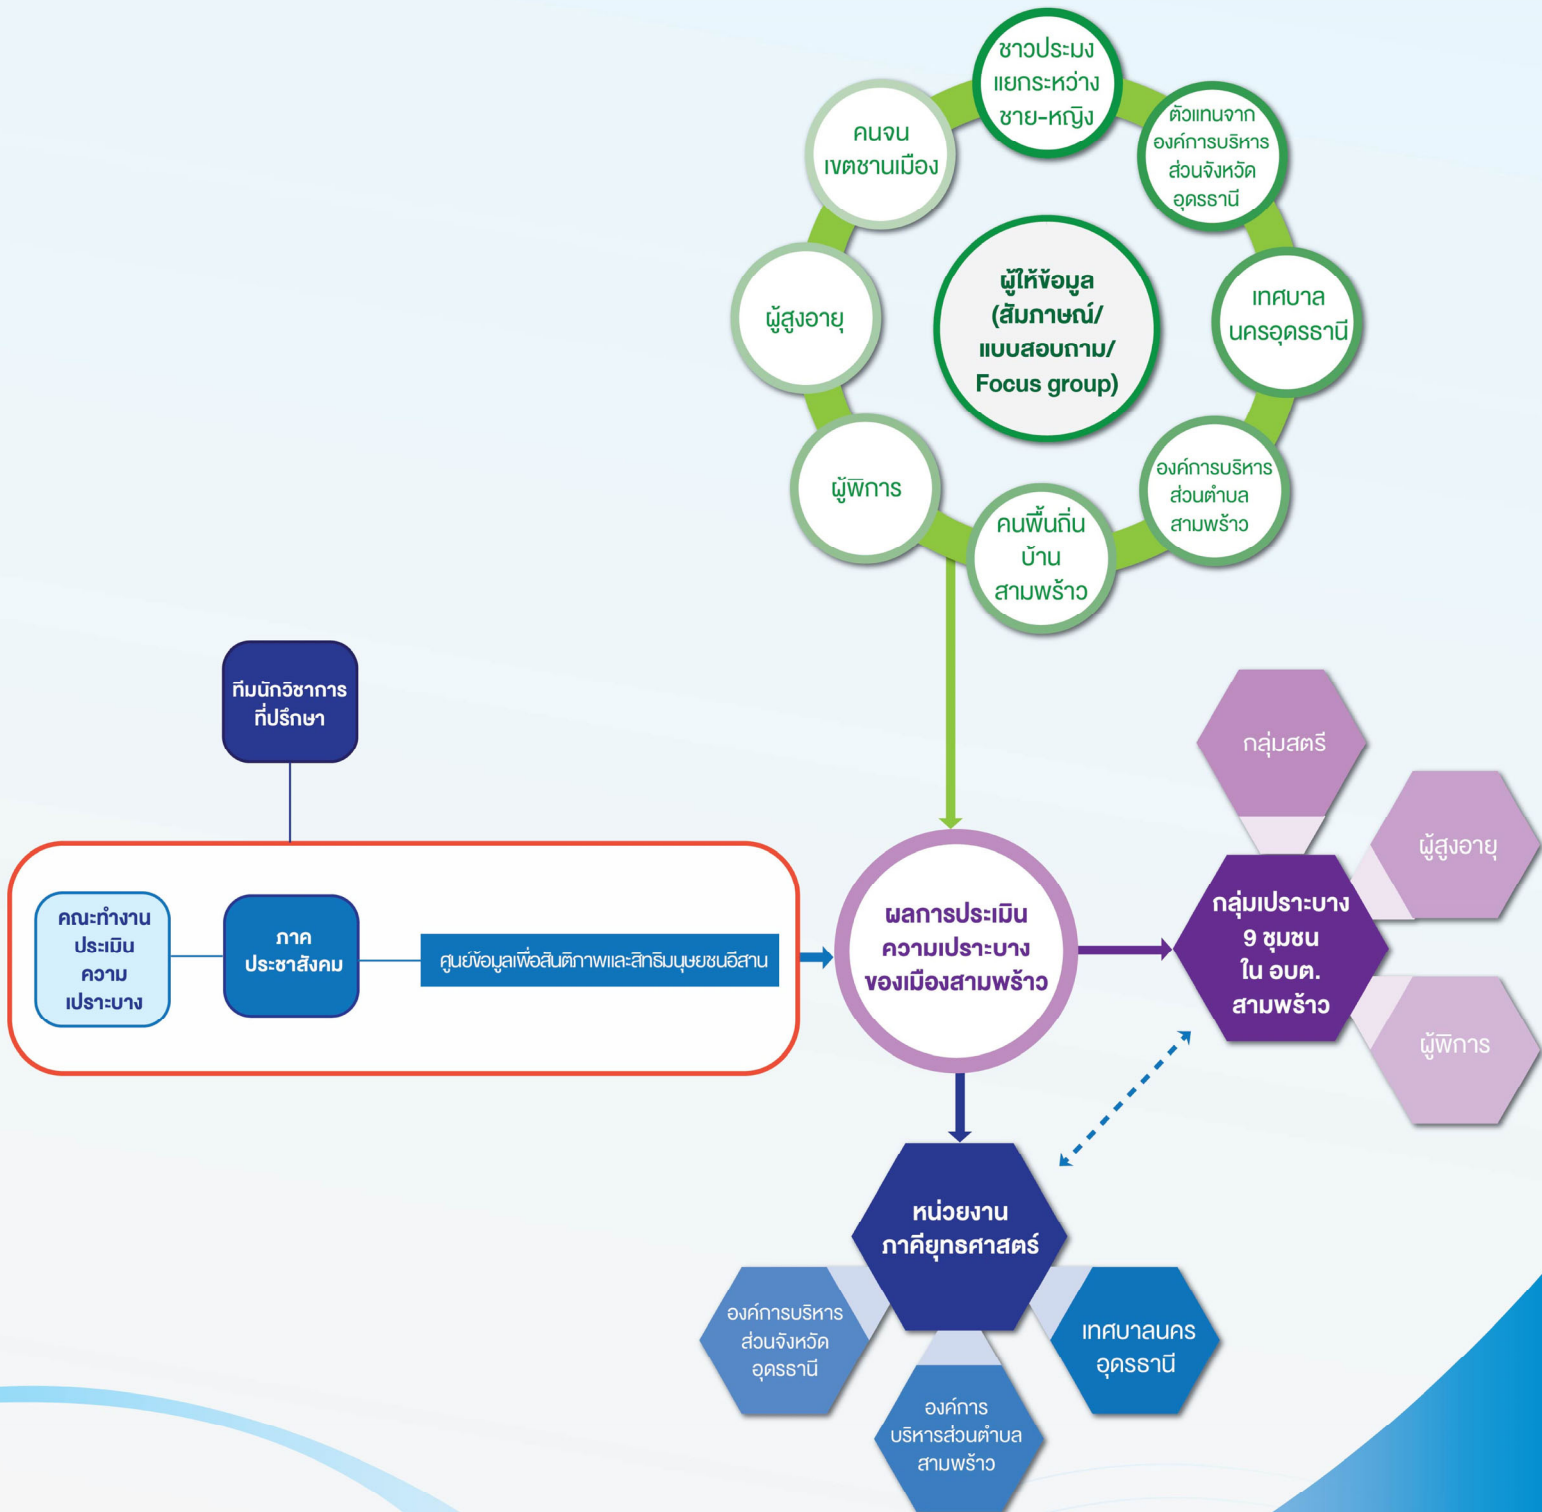 ชาวประมง
แยกระหว่าง
ชาย-หญิง
ตัวแทนจาก
องค์การบริหาร
ส่วนจังหวัด
อุดรธานี
คนจน
เขตชานเมือง
ผู้ให้ข้อมูล
(สัมภาษณ์/
แบบสอบถาม/
Focus group)
เทศบาล
นครอุดรธานี
ผู้สูงอายุ
องค์การบริหาร
ส่วนตำบล
สามพร้าว
ผู้พิการ
คนพื้นถิ่น
บ้าน
สามพร้าว
ทีมนักวิชาการ
ที่ปรึกษา
คณะทำงาน
ประเมิน
ความ
เปราะบาง
ภาค
ประชาสังคม
ศูนย์ข้อมูลเพื่อสันติภาพและสิทธิมนุษยชนอีสาน
ผลการประเมิน
ความเปราะบาง
ของเมืองสามพร้าว
กลุ่มสตรี
ผู้สูงอายุ
กลุ่มเปราะบาง
9 ชุมชน
ใน อบต.
สามพร้าว
ผู้พิการ
หน่วยงาน
ภาคียุทธศาสตร์
องค์การบริหาร
ส่วนจังหวัด
อุดรธานี
องค์การ
บริหารส่วนตำบล
สามพร้าว
เทศบาลนคร
อุดรธานี